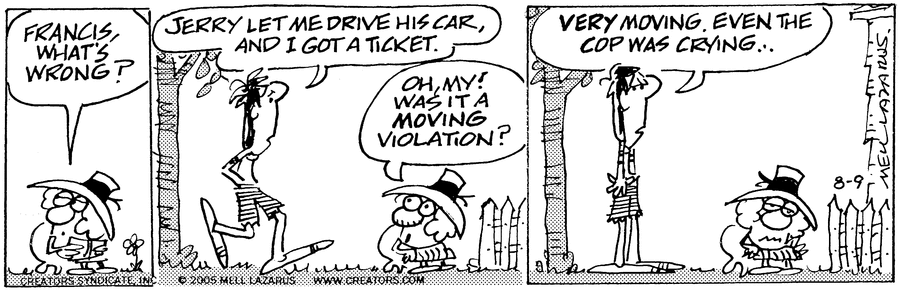 FRANCIS,
WHAT'S
WRONG?
CREATORS SYNDICATE, INC
JERRY LET ME DRIVE HIS CAR,
AND I GOT A TICKET.
OH, MY!
WAS IT A
MOVING
VIOLATION?
© 2005 MELL LAZARUS WWW.CREATORS.COM
VERY MOVING. EVEN THE
COP WAS CRYING...
8-9
MELL LAZARUS.